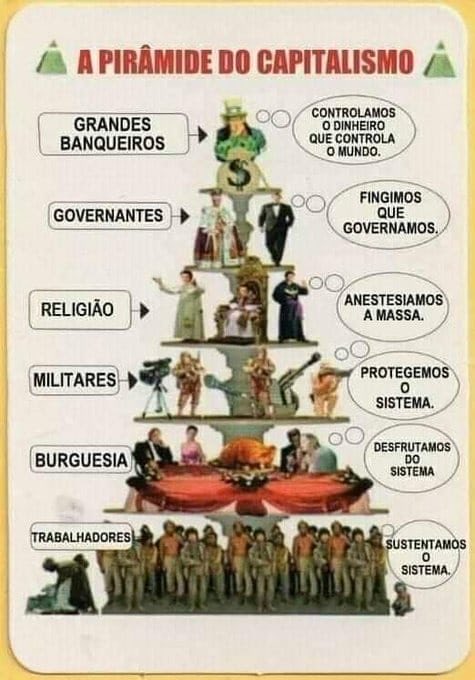 A PIRÂMIDE DO CAPITALISMO
GRANDES
BANQUEIROS
CONTROLAMOS
O DINHEIRO
QUE CONTROLA
O MUNDO.
$
GOVERNANTES
FINGIMOS
QUE
GOVERNAMOS.
RELIGIÃO
ANESTESIAMOS
A MASSA.
MILITARES
PROTEGEMOS
O
SISTEMA.
BURGUESIA
DESFRUTAMOS
DO
SISTEMA
TRABALHADORES
SUSTENTAMOS
O
SISTEMA.